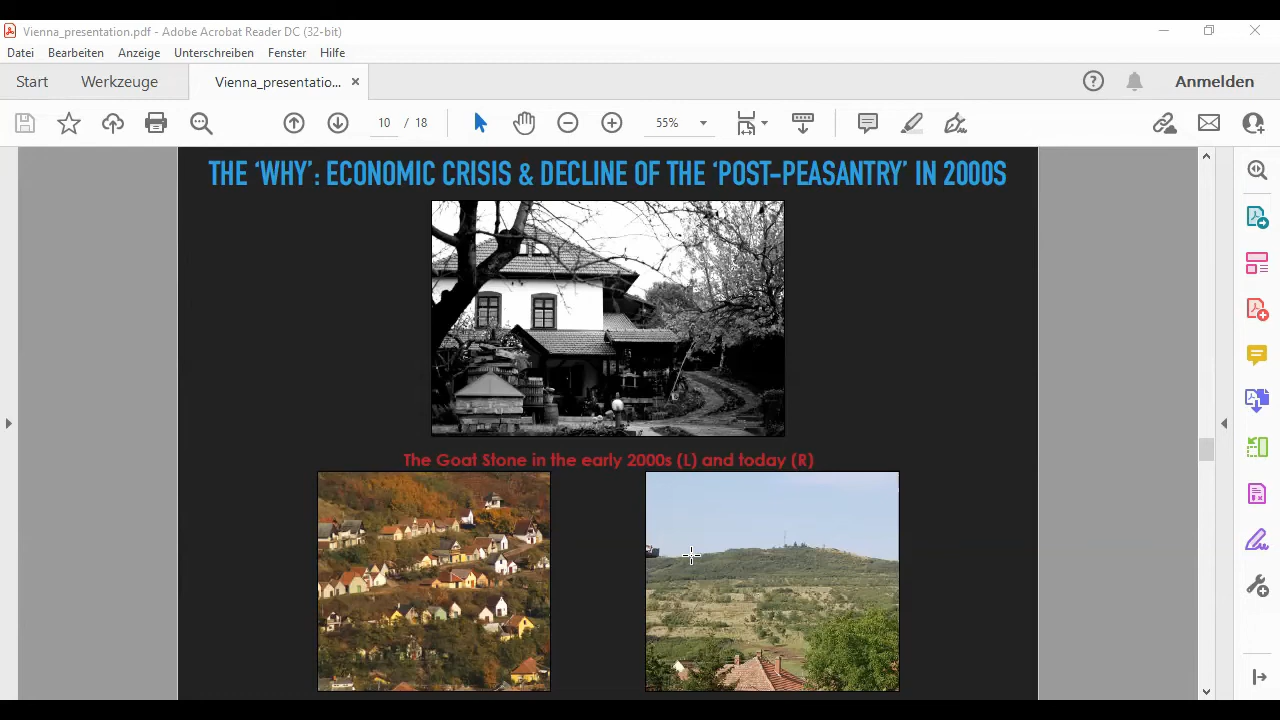 Vienna_presentation.pdf - Adobe Acrobat Reader DC (32-bit)
Datei Bearbeiten Anzeige Unterschreiben Fenster Hilfe
Start Werkzeuge Vienna_presentatio... × Anmelden
10 / 18 55%
THE ‘WHY’: ECONOMIC CRISIS & DECLINE OF THE ‘POST-PEASANTRY’ IN 2000S
The Goat Stone in the early 2000s (L) and today (R)